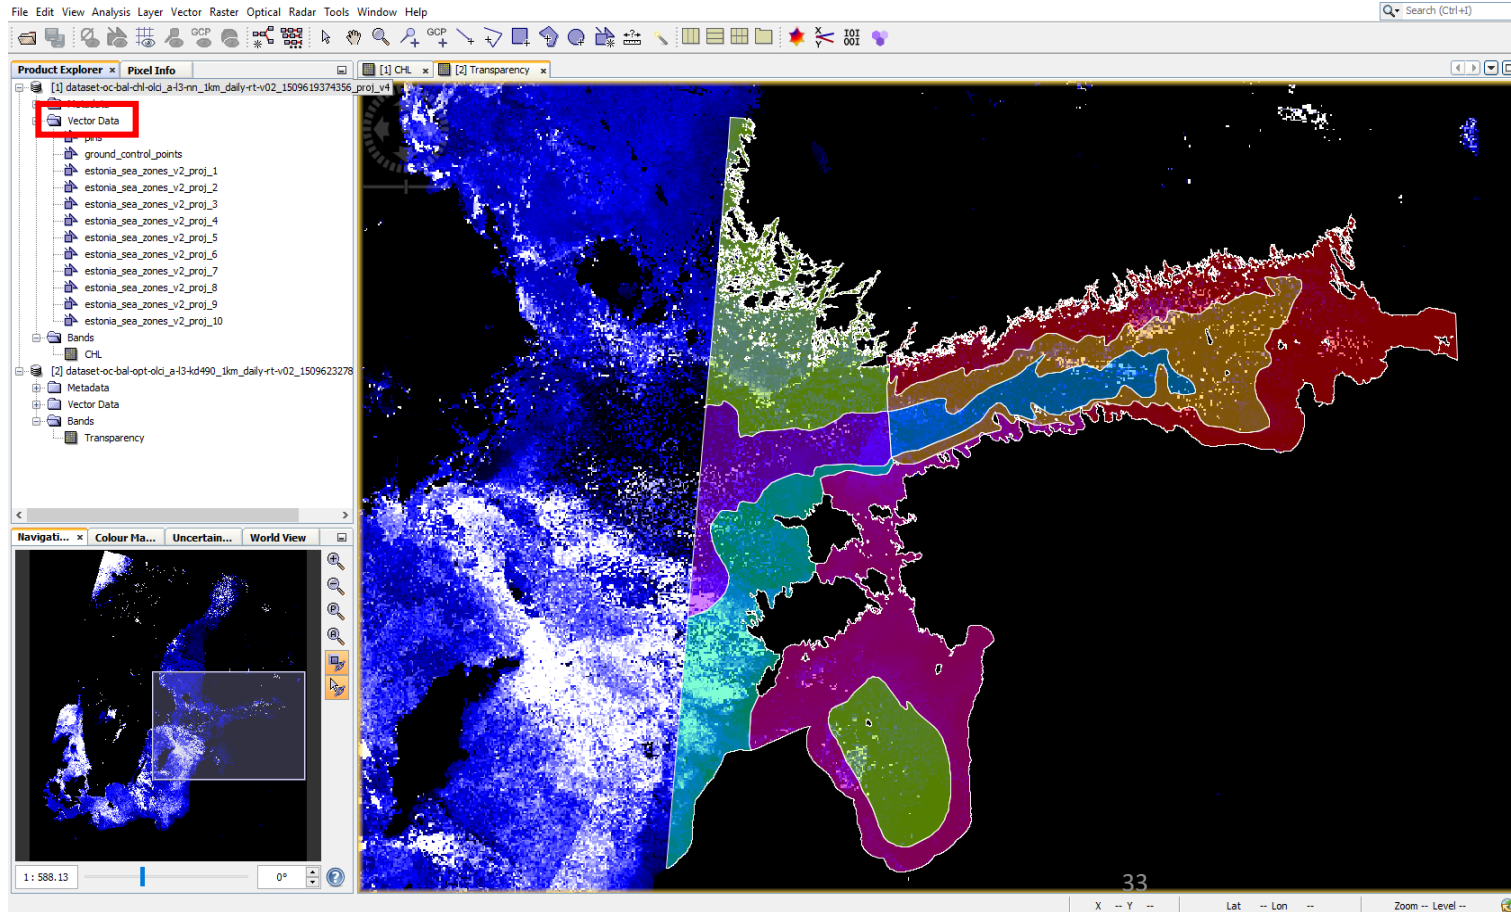 File Edit View Analysis Layer Vector Raster Optical Radar Tools Window Help
Search (Ctrl+I)
GCP
GCP
Product Explorer × Pixel Info
[1] CHL × [2] Transparency ×
[1] dataset-oc-bal-chl-olci_a-l3-nn_1km_daily-rt-v02_1509619374356_proj_v4
Metadata
Vector Data
pins
ground_control_points
estonia_sea_zones_v2_proj_1
estonia_sea_zones_v2_proj_2
estonia_sea_zones_v2_proj_3
estonia_sea_zones_v2_proj_4
estonia_sea_zones_v2_proj_5
estonia_sea_zones_v2_proj_6
estonia_sea_zones_v2_proj_7
estonia_sea_zones_v2_proj_8
estonia_sea_zones_v2_proj_9
estonia_sea_zones_v2_proj_10
Bands
CHL
[2] dataset-oc-bal-opt-olci_a-l3-kd490_1km_daily-rt-v02_1509623278
Metadata
Vector Data
Bands
Transparency
Navigati... × Colour Ma... Uncertain... World View
1 : 588.13
0°
33
X -- Y -- Lat -- Lon -- Zoom -- Level --